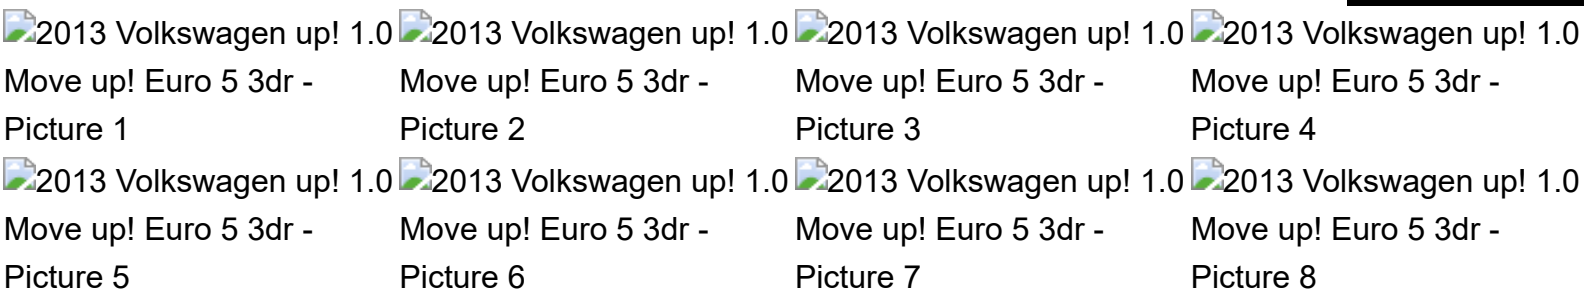 2013 Volkswagen up! 1.0 2013 Volkswagen up! 1.0 2013 Volkswagen up! 1.0 2013 Volkswagen up! 1.0
Move up! Euro 5 3dr - Move up! Euro 5 3dr - Move up! Euro 5 3dr - Move up! Euro 5 3dr -
Picture 1 Picture 2 Picture 3 Picture 4
2013 Volkswagen up! 1.0 2013 Volkswagen up! 1.0 2013 Volkswagen up! 1.0 2013 Volkswagen up! 1.0
Move up! Euro 5 3dr - Move up! Euro 5 3dr - Move up! Euro 5 3dr - Move up! Euro 5 3dr -
Picture 5 Picture 6 Picture 7 Picture 8